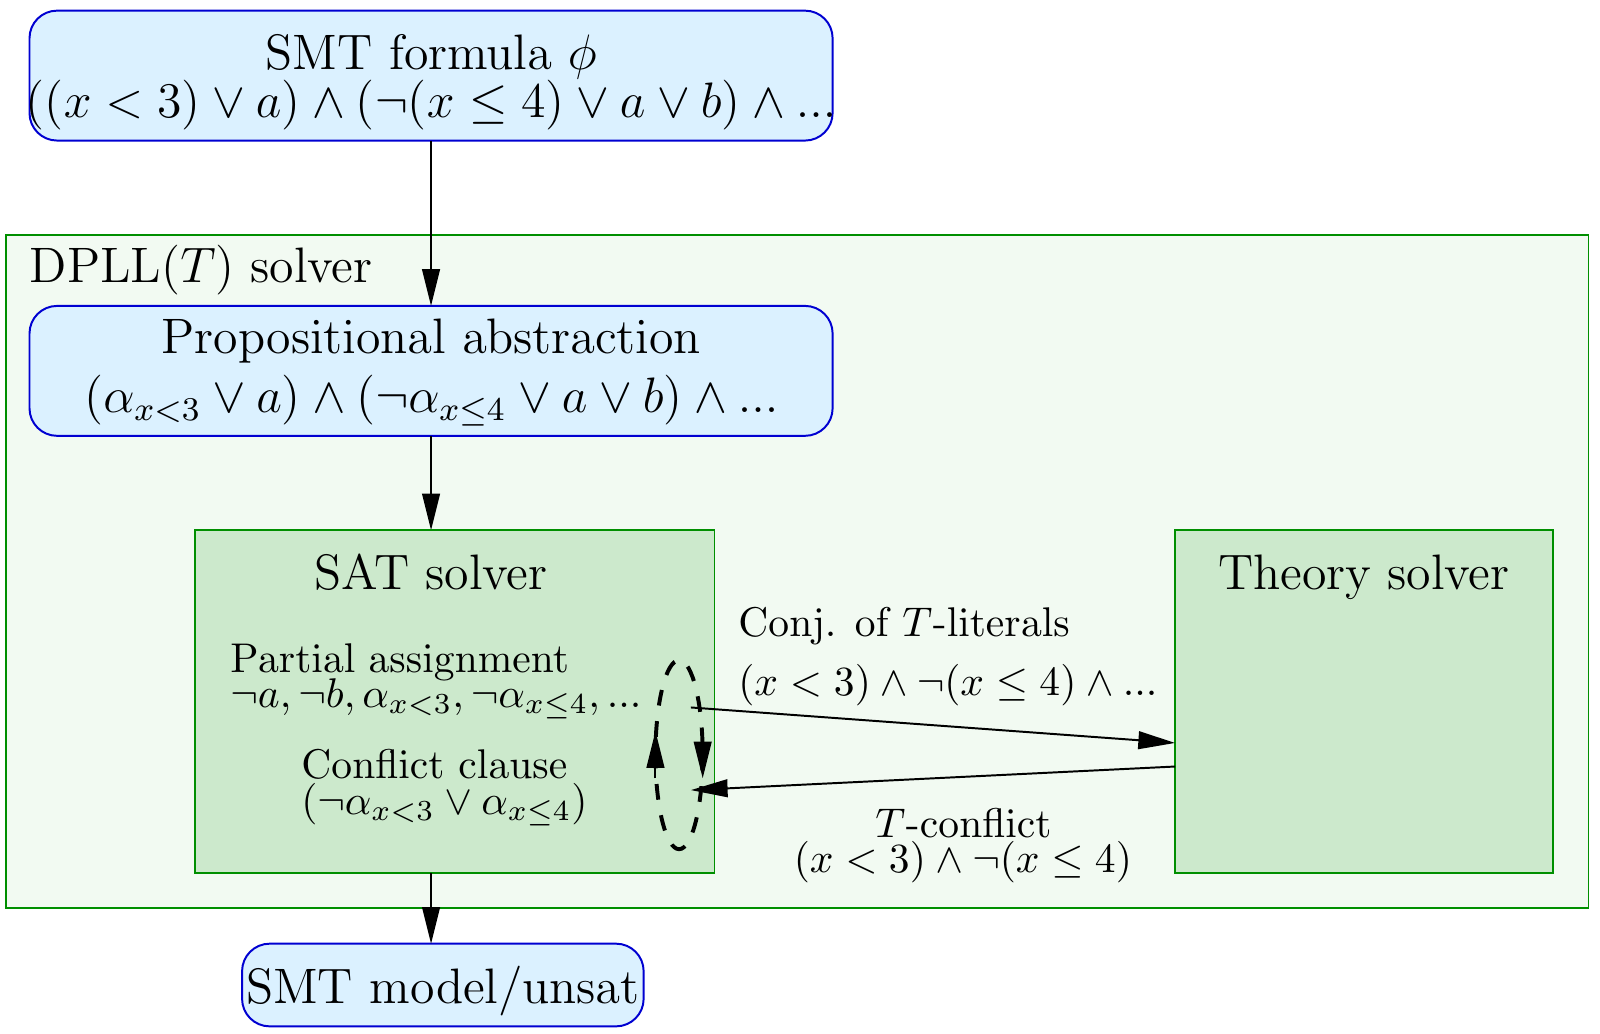 SMT formula ϕ
((x < 3) ∨ a) ∧ (¬(x ≤ 4) ∨ a ∨ b) ∧ ...
DPLL(T) solver
Propositional abstraction
(α_{x<3} ∨ a) ∧ (¬α_{x≤4} ∨ a ∨ b) ∧ ...
SAT solver
Partial assignment
¬a, ¬b, α_{x<3}, ¬α_{x≤4}, ...
Conflict clause
(¬α_{x<3} ∨ α_{x≤4})
Conj. of T-literals
(x < 3) ∧ ¬(x ≤ 4) ∧ ...
T-conflict
(x < 3) ∧ ¬(x ≤ 4)
Theory solver
SMT model/unsat